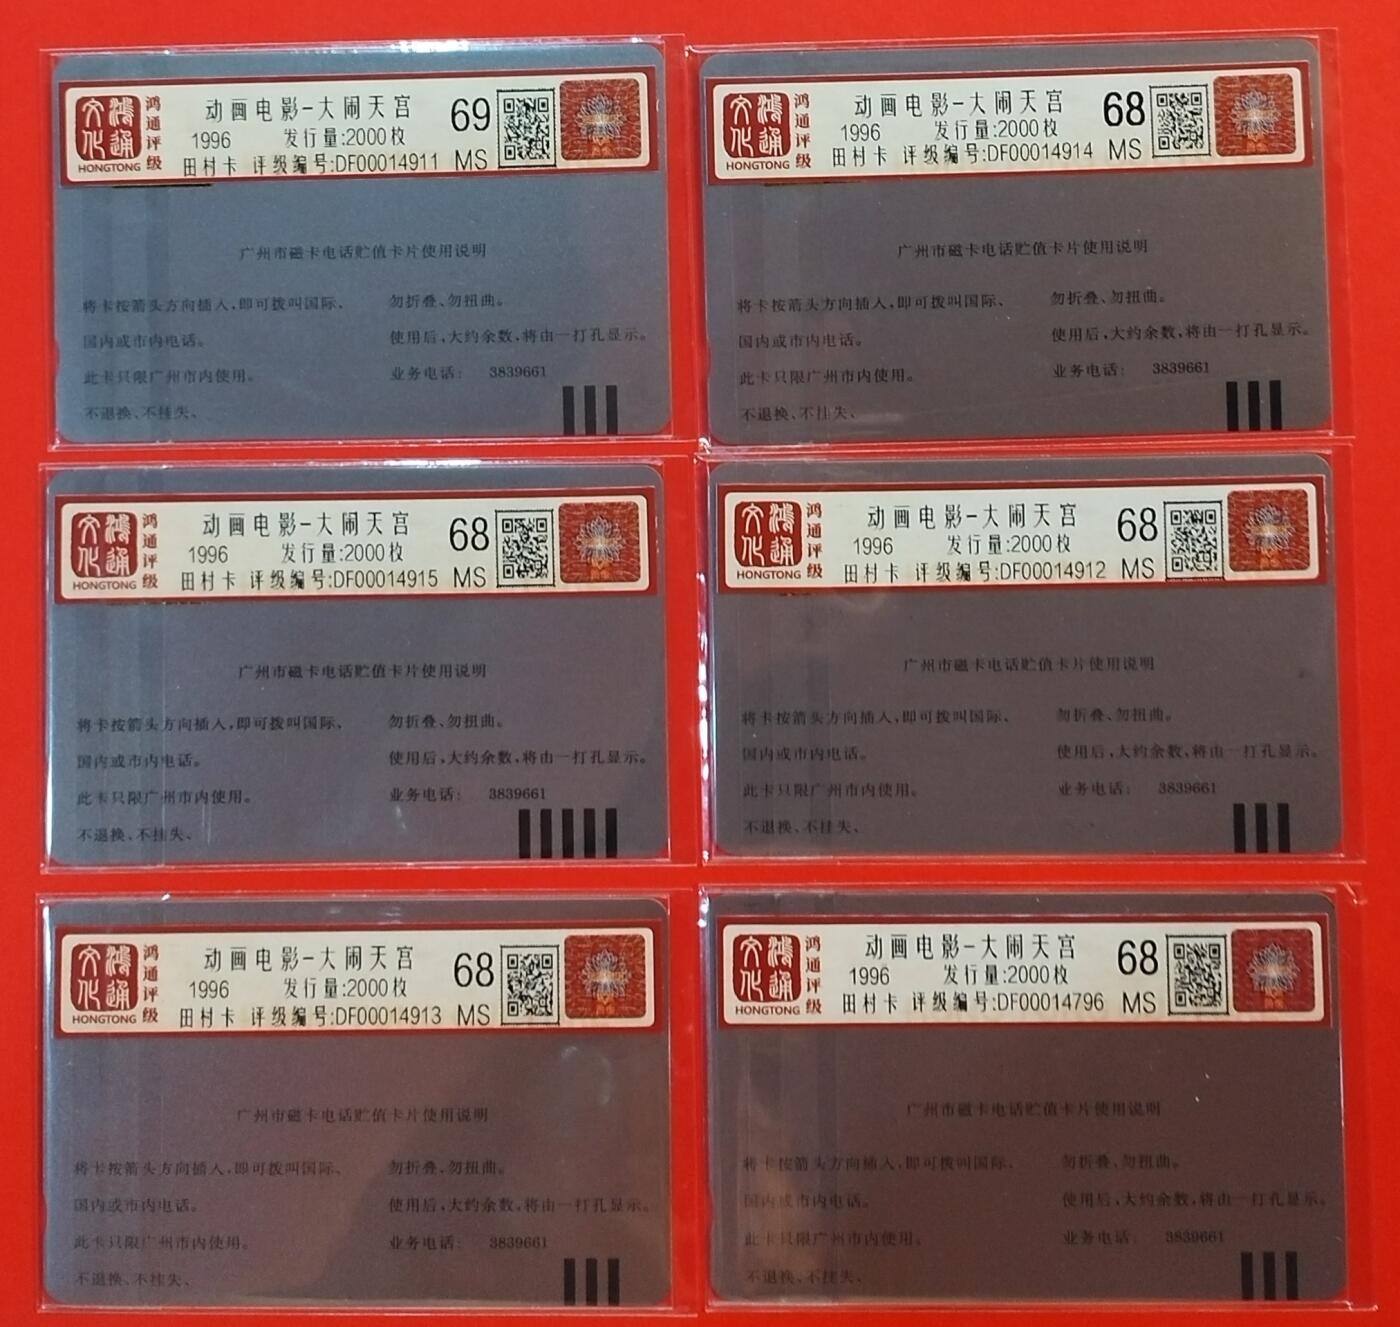 鸿通文化
HONGTONG
鸿通评级
动画电影-大闹天宫
1996 发行量:2000枚
田村卡 评级编号:DF00014911
69
MS
广州市磁卡电话贮值卡片使用说明
将卡按箭头方向插入,即可拨叫国际、
国内或市内电话。
此卡只限广州市内使用。
不退换、不挂失、
勿折叠、勿扭曲。
使用后,大约余数,将由一打孔显示。
业务电话: 3839661
鸿通文化
HONGTONG
鸿通评级
动画电影-大闹天宫
1996 发行量:2000枚
田村卡 评级编号:DF00014914
68
MS
广州市磁卡电话贮值卡片使用说明
将卡按箭头方向插入,即可拨叫国际、
国内或市内电话。
此卡只限广州市内使用。
不退换、不挂失、
勿折叠、勿扭曲。
使用后,大约余数,将由一打孔显示。
业务电话: 3839661
鸿通文化
HONGTONG
鸿通评级
动画电影-大闹天宫
1996 发行量:2000枚
田村卡 评级编号:DF00014915
68
MS
广州市磁卡电话贮值卡片使用说明
将卡按箭头方向插入,即可拨叫国际、
国内或市内电话。
此卡只限广州市内使用。
不退换、不挂失、
勿折叠、勿扭曲。
使用后,大约余数,将由一打孔显示。
业务电话: 3839661
鸿通文化
HONGTONG
鸿通评级
动画电影-大闹天宫
1996 发行量:2000枚
田村卡 评级编号:DF00014912
68
MS
广州市磁卡电话贮值卡片使用说明
将卡按箭头方向插入,即可拨叫国际、
国内或市内电话。
此卡只限广州市内使用。
不退换、不挂失、
勿折叠、勿扭曲。
使用后,大约余数,将由一打孔显示。
业务电话: 3839661
鸿通文化
HONGTONG
鸿通评级
动画电影-大闹天宫
1996 发行量:2000枚
田村卡 评级编号:DF00014913
68
MS
广州市磁卡电话贮值卡片使用说明
将卡按箭头方向插入,即可拨叫国际、
国内或市内电话。
此卡只限广州市内使用。
不退换、不挂失、
勿折叠、勿扭曲。
使用后,大约余数,将由一打孔显示。
业务电话: 3839661
鸿通文化
HONGTONG
鸿通评级
动画电影-大闹天宫
1996 发行量:2000枚
田村卡 评级编号:DF00014796
68
MS
广州市磁卡电话贮值卡片使用说明
将卡按箭头方向插入,即可拨叫国际、
国内或市内电话。
此卡只限广州市内使用。
不退换、不挂失、
勿折叠、勿扭曲。
使用后,大约余数,将由一打孔显示。
业务电话: 3839661